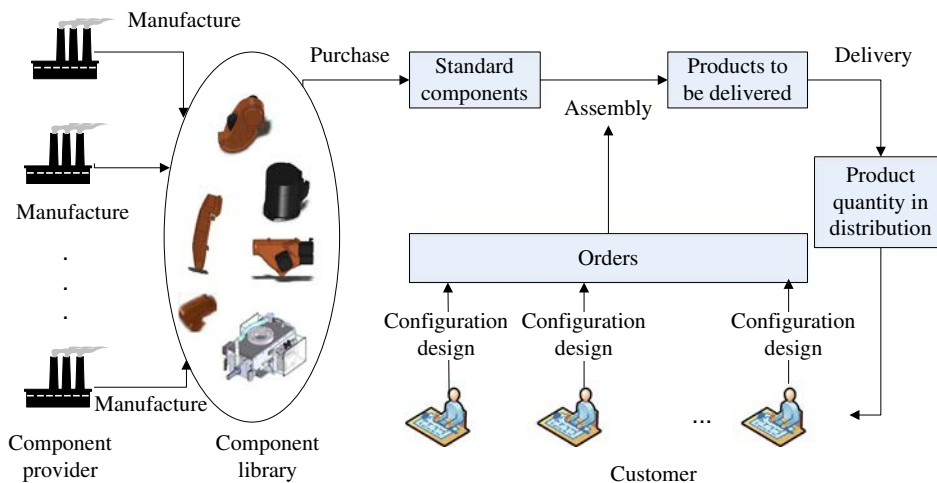 Manufacture
Purchase
Standard
components
Products to
be delivered
Delivery
Assembly
Manufacture
Product
quantity in
distribution
Orders
.
.
.
Configuration
design
Configuration
design
Configuration
design
Manufacture
...
Component
provider
Component
library
Customer